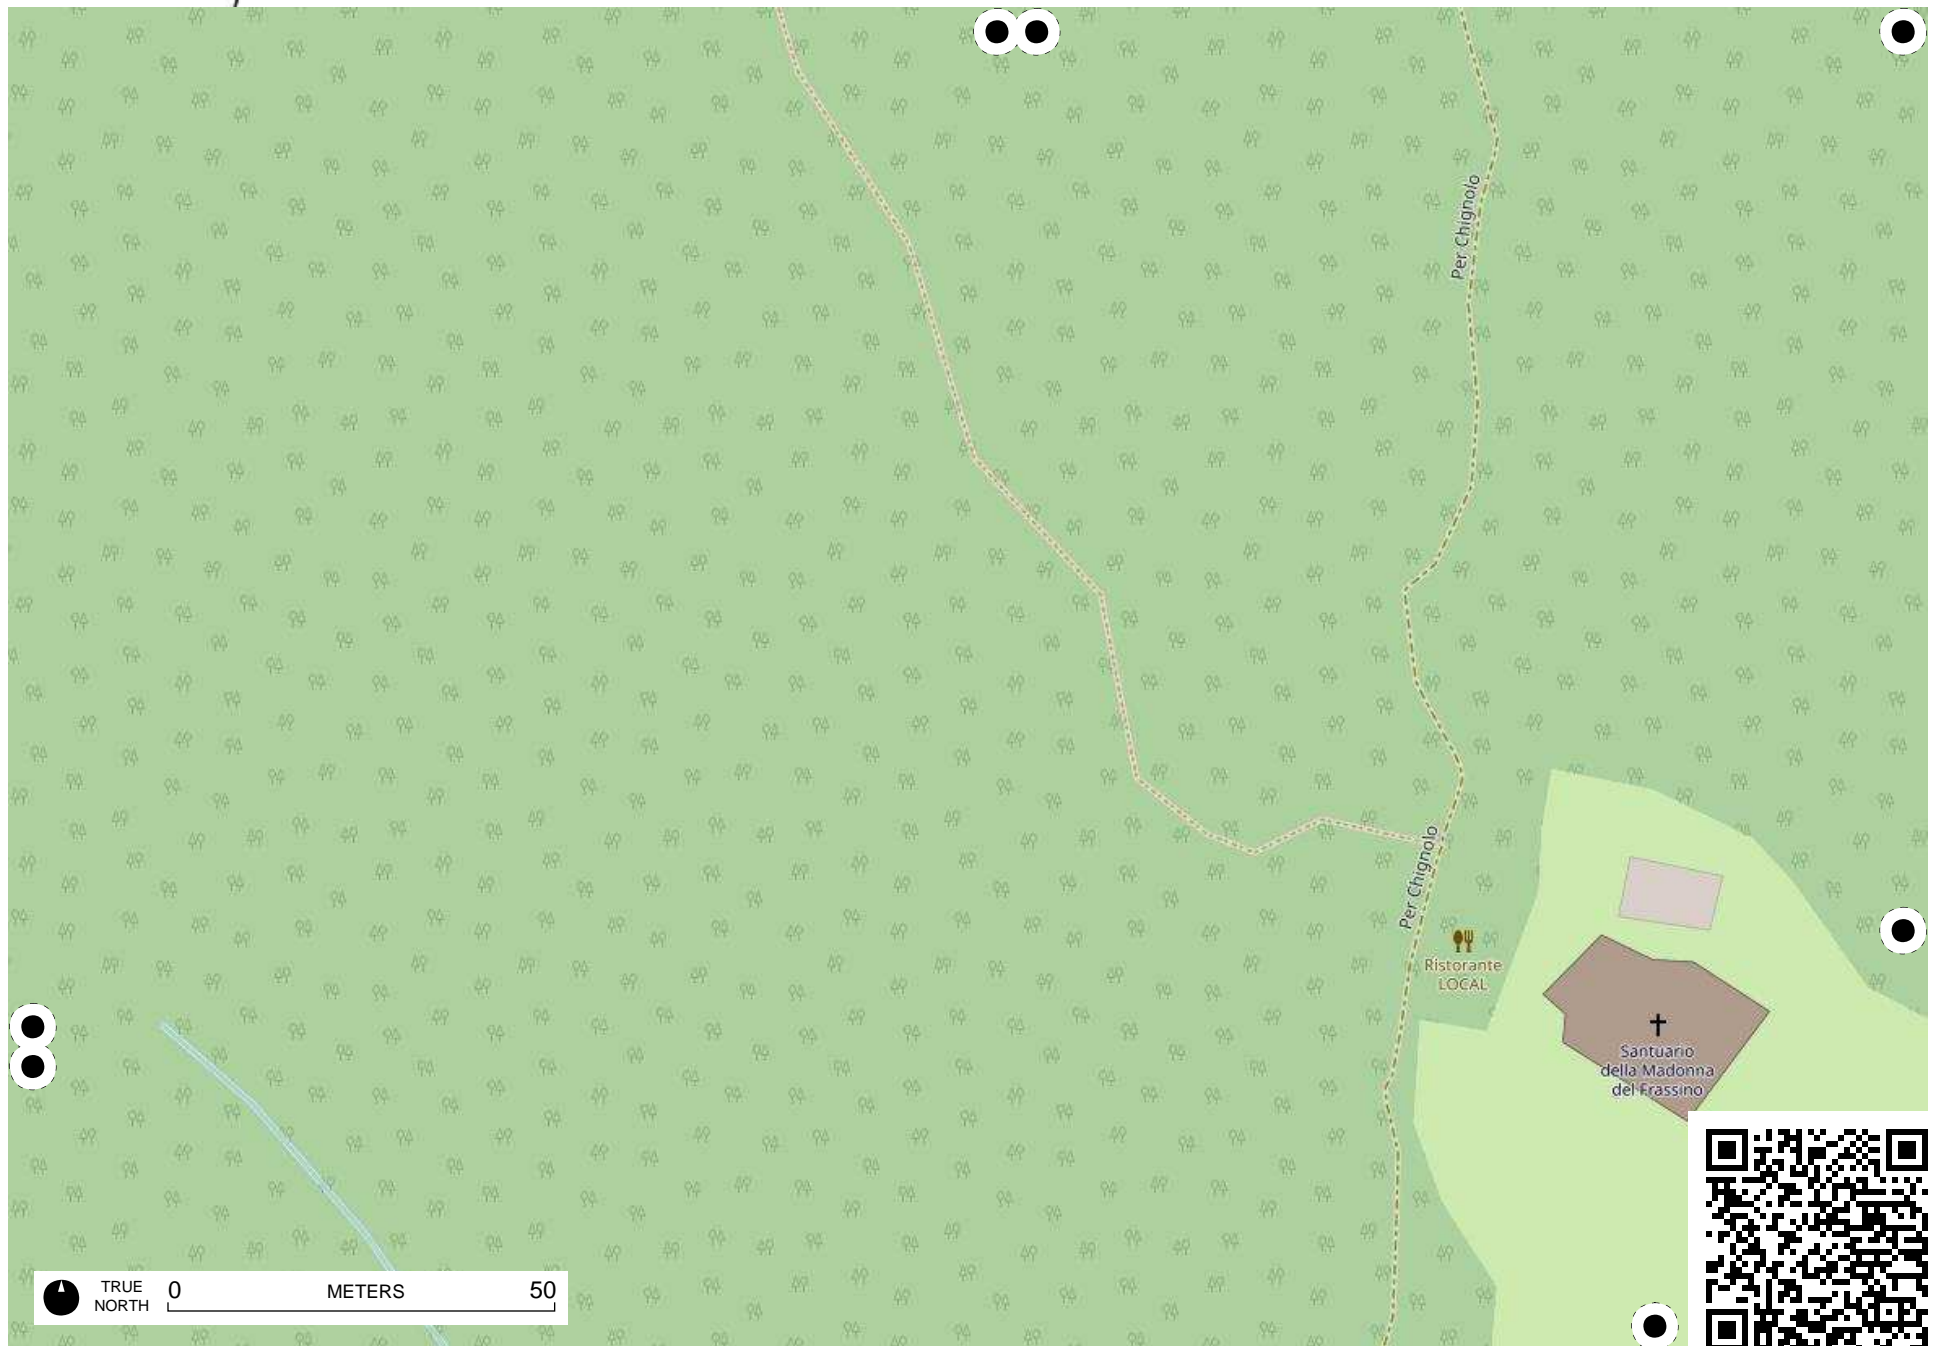 Per Chignolo
Per Chignolo
Ristorante
LOCAL
Santuario
della Madonna
del Frassino
TRUE
NORTH
0
METERS
50